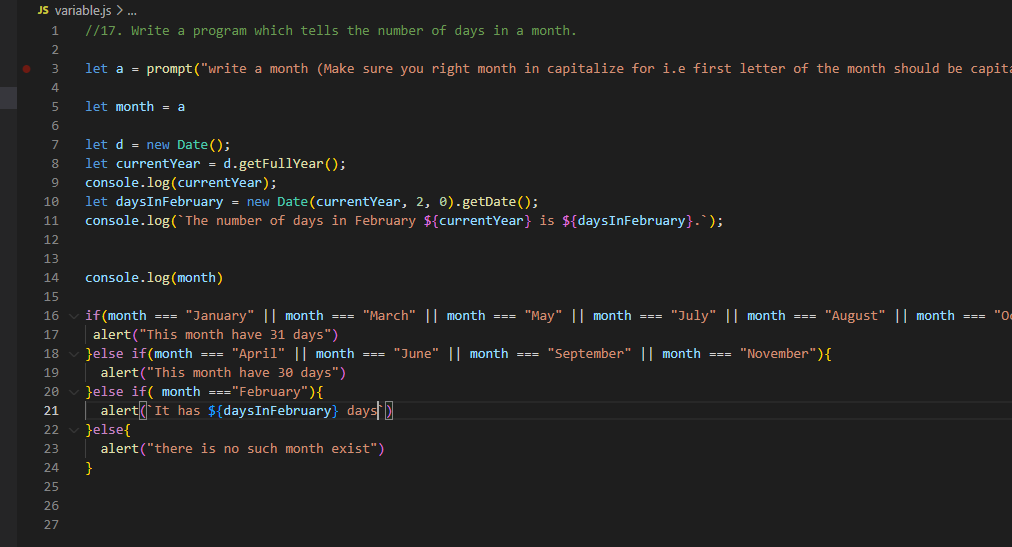 JS variable.js > ...
1 //17. Write a program which tells the number of days in a month.
2
3 let a = prompt("write a month (Make sure you right month in capitalize for i.e first letter of the month should be capita
4
5 let month = a
6
7 let d = new Date();
8 let currentYear = d.getFullYear();
9 console.log(currentYear);
10 let daysInFebruary = new Date(currentYear, 2, 0).getDate();
11 console.log(`The number of days in February ${currentYear} is ${daysInFebruary}.`);
12
13
14 console.log(month)
15
16 if(month === "January" || month === "March" || month === "May" || month === "July" || month === "August" || month === "Oc
17 alert("This month have 31 days")
18 }else if(month === "April" || month === "June" || month === "September" || month === "November"){
19 alert("This month have 30 days")
20 }else if( month ==="February"){
21 alert(`It has ${daysInFebruary} days`)
22 }else{
23 alert("there is no such month exist")
24 }
25
26
27